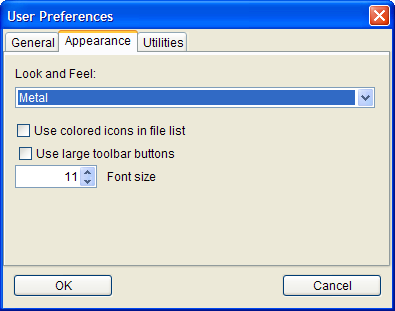 User Preferences
General Appearance Utilities
Look and Feel:
Metal
Use colored icons in file list
Use large toolbar buttons
11 Font size
OK Cancel